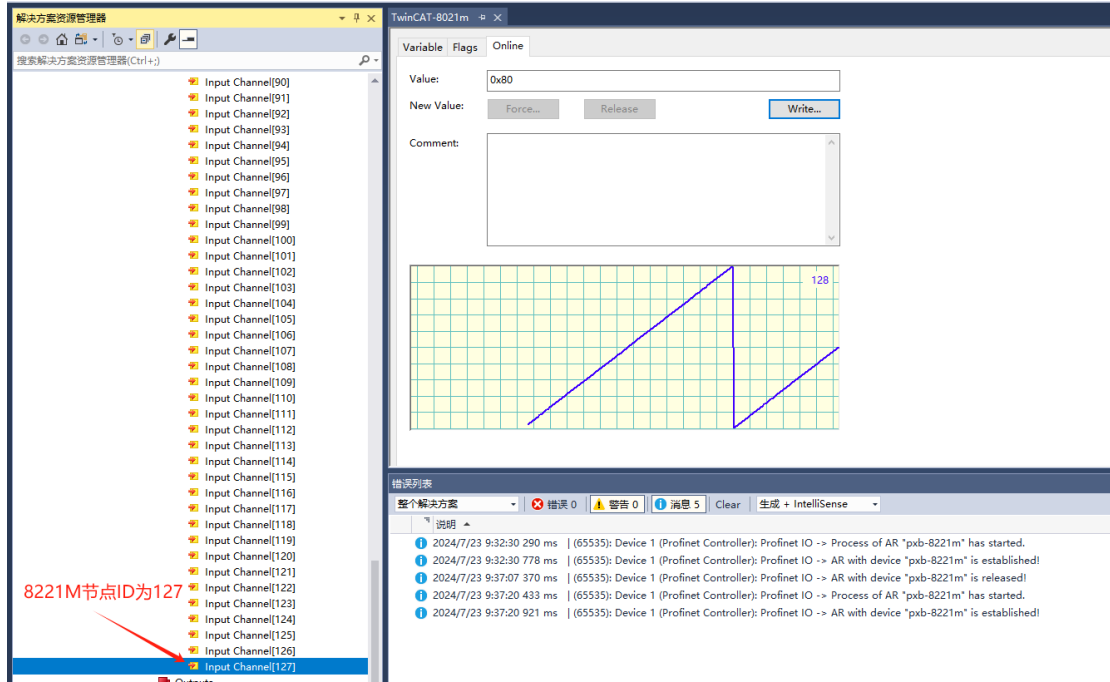 解决方案资源管理器
搜索解决方案资源管理器(Ctrl+;)
Input Channel[90]
Input Channel[91]
Input Channel[92]
Input Channel[93]
Input Channel[94]
Input Channel[95]
Input Channel[96]
Input Channel[97]
Input Channel[98]
Input Channel[99]
Input Channel[100]
Input Channel[101]
Input Channel[102]
Input Channel[103]
Input Channel[104]
Input Channel[105]
Input Channel[106]
Input Channel[107]
Input Channel[108]
Input Channel[109]
Input Channel[110]
Input Channel[111]
Input Channel[112]
Input Channel[113]
Input Channel[114]
Input Channel[115]
Input Channel[116]
Input Channel[117]
Input Channel[118]
Input Channel[119]
Input Channel[120]
Input Channel[121]
Input Channel[122]
Input Channel[123]
Input Channel[124]
Input Channel[125]
Input Channel[126]
Input Channel[127]
Outputs
8221M节点ID为127
TwinCAT-8021m
Variable Flags Online
Value: 0x80
New Value: Force... Release Write...
Comment:
128
错误列表
整个解决方案 错误 0 警告 0 消息 5 Clear 生成 + IntelliSense
说明
2024/7/23 9:32:30 290 ms | (65535): Device 1 (Profinet Controller): Profinet IO -> Process of AR "pxb-8221m" has started.
2024/7/23 9:32:30 778 ms | (65535): Device 1 (Profinet Controller): Profinet IO -> AR with device "pxb-8221m" is established!
2024/7/23 9:37:07 370 ms | (65535): Device 1 (Profinet Controller): Profinet IO -> AR with device "pxb-8221m" is released!
2024/7/23 9:37:20 433 ms | (65535): Device 1 (Profinet Controller): Profinet IO -> Process of AR "pxb-8221m" has started.
2024/7/23 9:37:20 921 ms | (65535): Device 1 (Profinet Controller): Profinet IO -> AR with device "pxb-8221m" is established!